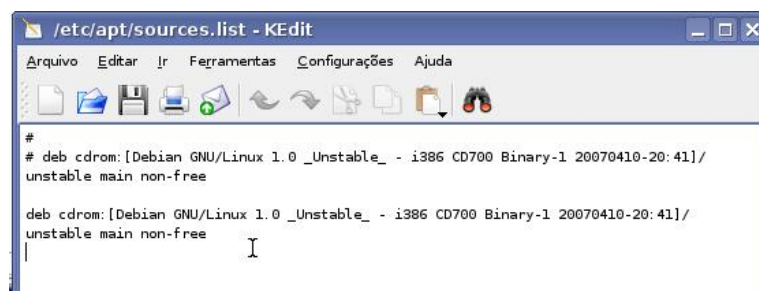 /etc/apt/sources.list - KEdit
Arquivo Editar Ir Ferramentas Configurações Ajuda
#
# deb cdrom:[Debian GNU/Linux 1.0 _Unstable_ - i386 CD700 Binary-1 20070410-20:41]/
unstable main non-free
deb cdrom:[Debian GNU/Linux 1.0 _Unstable_ - i386 CD700 Binary-1 20070410-20:41]/
unstable main non-free